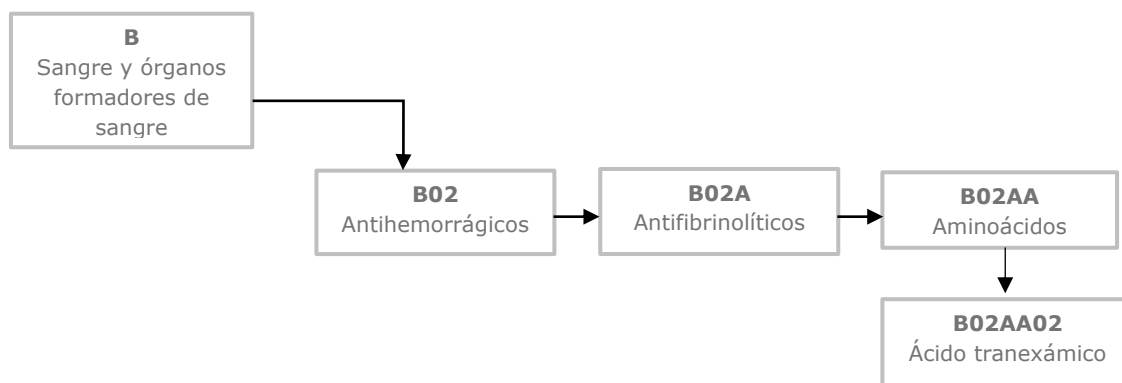 B
Sangre y órganos
formadores de
sangre
B02
Antihemorrágicos
B02A
Antifibrinolíticos
B02AA
Aminoácidos
B02AA02
Ácido tranexámico